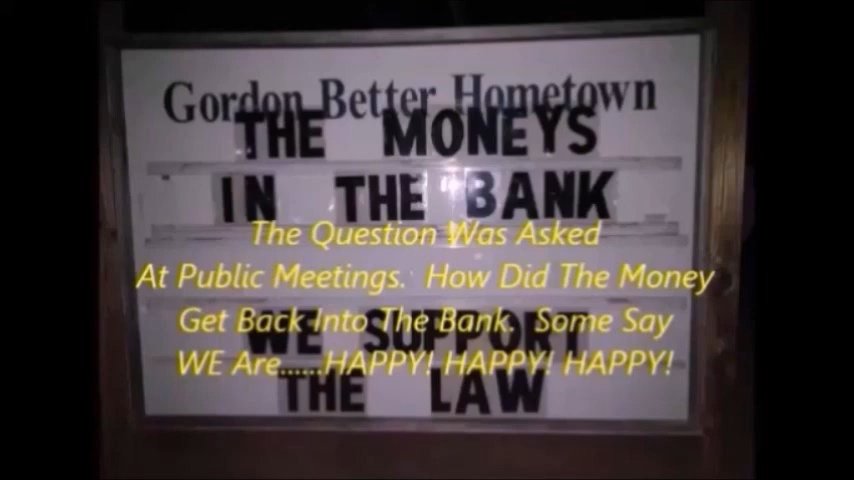 Gordon Better Hometown
THE MONEYS
IN THE BANK
The Question Was Asked
At Public Meetings. How Did The Money
Get Back Into The Bank. Some Say
WE SUPPORT
WE Are......HAPPY! HAPPY! HAPPY!
THE LAW